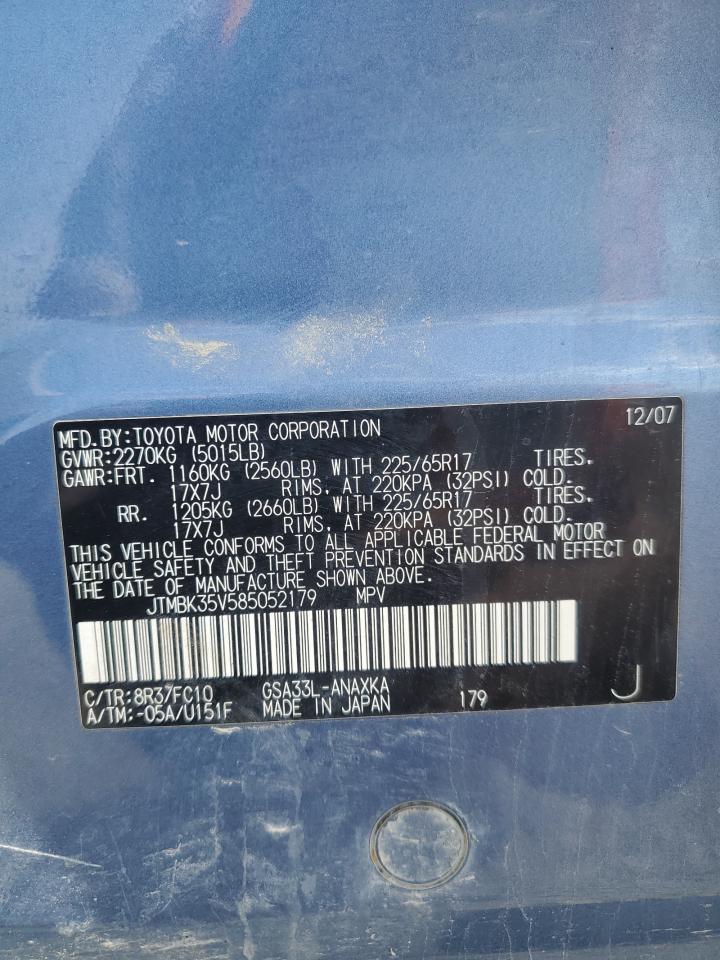 MFD.BY:TOYOTA MOTOR CORPORATION 12/07
GVWR:2270KG (5015LB)
GAWR:FRT. 1160KG (2560LB) WITH 225/65R17 TIRES.
17X7J RIMS, AT 220KPA (32PSI) COLD.
RR. 1205KG (2660LB) WITH 225/65R17 TIRES.
17X7J RIMS, AT 220KPA (32PSI) COLD.
THIS VEHICLE CONFORMS TO ALL APPLICABLE FEDERAL MOTOR
VEHICLE SAFETY AND THEFT PREVENTION STANDARDS IN EFFECT ON
THE DATE OF MANUFACTURE SHOWN ABOVE.
JTMBK35V585052179 MPV
C/TR:8R37FC10 GSA33L-ANAXKA
A/TM:-05A/U151F MADE IN JAPAN 179 J